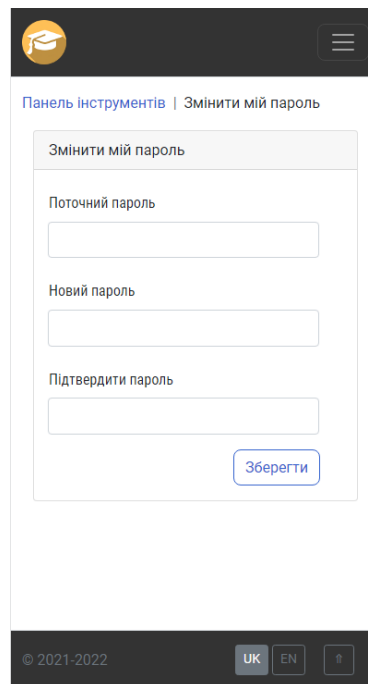 Панель інструментів | Змінити мій пароль
Змінити мій пароль
Поточний пароль
Новий пароль
Підтвердити пароль
Зберегти
© 2021-2022 UK EN ⇑